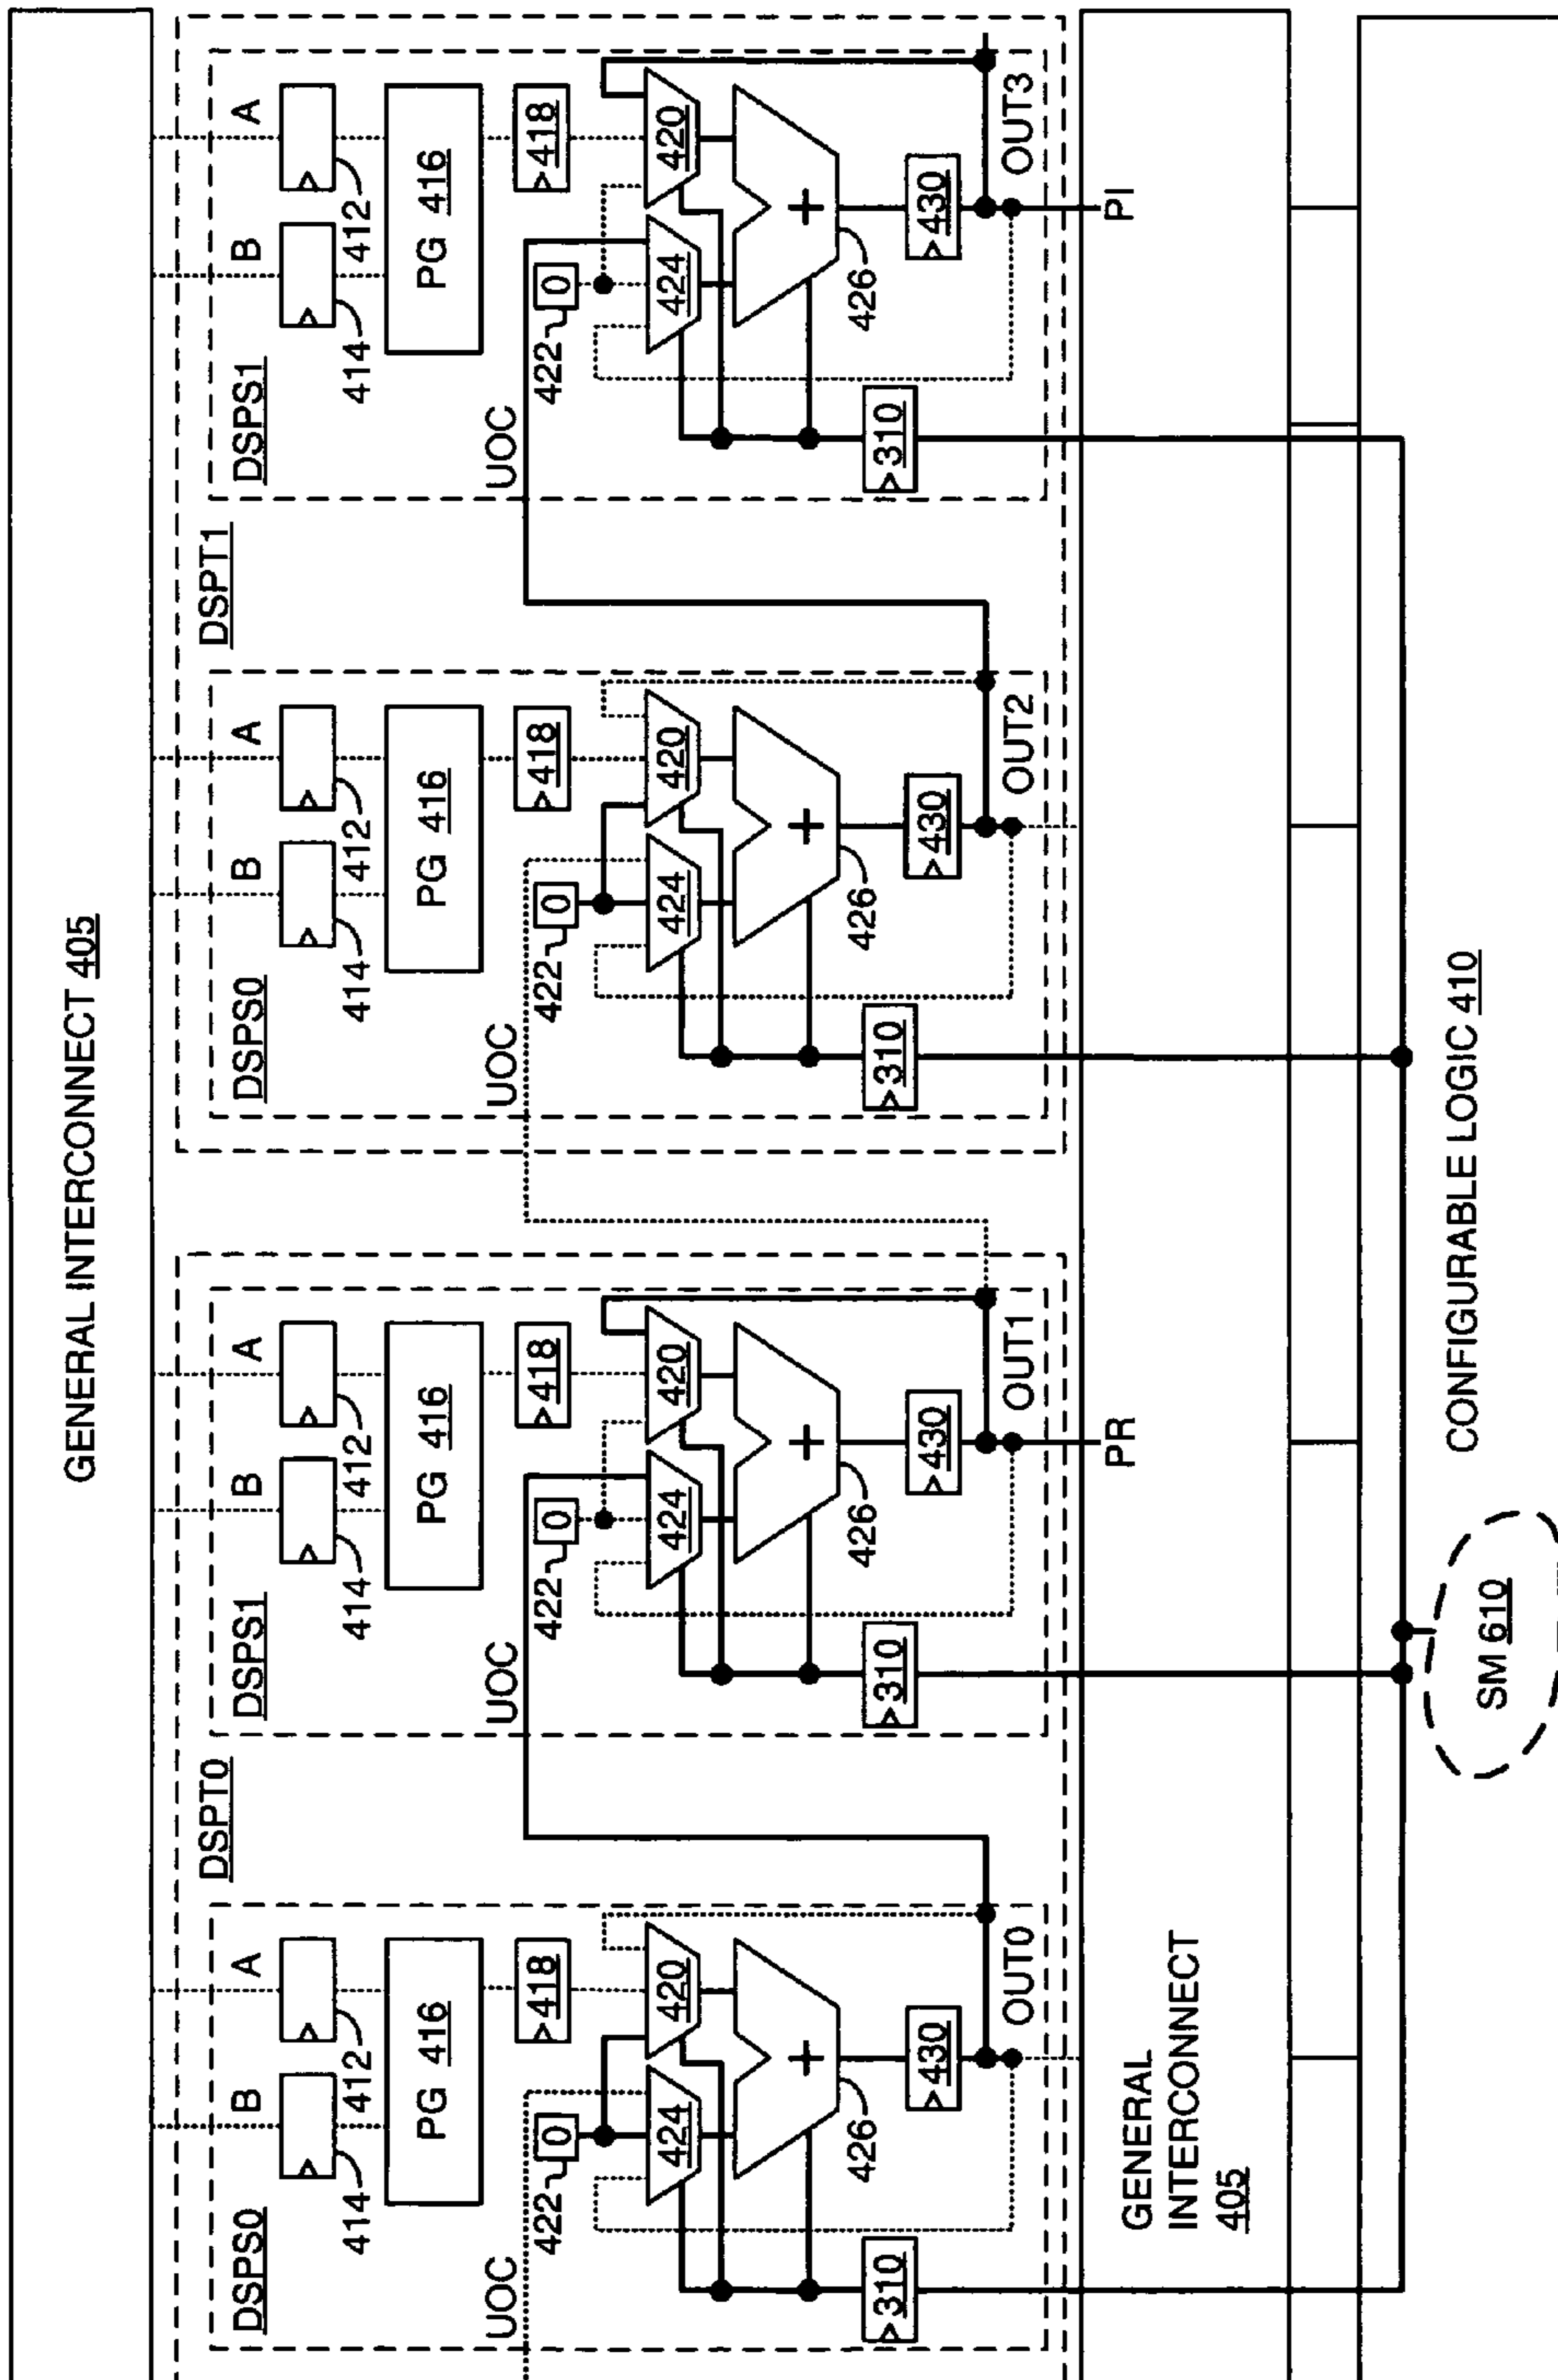 GENERAL INTERCONNECT 405
DSPT0
DSPS0
B
A
414
412
PG 416
>418
UOC
422
0
424
420
+
426
>310
>430
OUT0
DSPS1
B
A
414
412
PG 416
>418
UOC
422
0
424
420
+
426
>310
>430
OUT1
PR
DSPT1
DSPS0
B
A
414
412
PG 416
>418
UOC
422
0
424
420
+
426
>310
>430
OUT2
DSPS1
B
A
414
412
PG 416
>418
UOC
422
0
424
420
+
426
>310
>430
OUT3
PI
GENERAL
INTERCONNECT
405
SM 610
CONFIGURABLE LOGIC 410